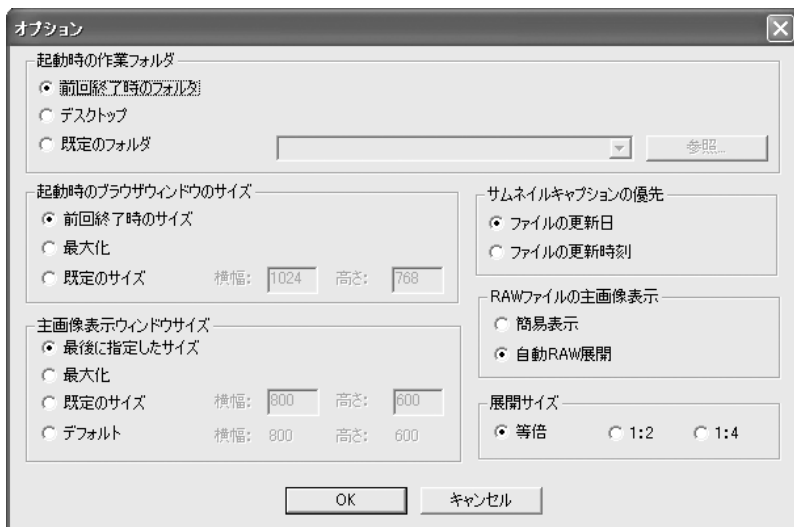 オプション
起動時の作業フォルダ
前回終了時のフォルダ
デスクトップ
既定のフォルダ
参照...
起動時のブラウザウィンドウのサイズ
前回終了時のサイズ
最大化
既定のサイズ 横幅: 1024 高さ: 768
主画像表示ウィンドウサイズ
最後に指定したサイズ
最大化
既定のサイズ 横幅: 800 高さ: 600
デフォルト 横幅: 800 高さ: 600
サムネイルキャプションの優先
ファイルの更新日
ファイルの更新時刻
RAWファイルの主画像表示
簡易表示
自動RAW展開
展開サイズ
等倍 1:2 1:4
OK キャンセル